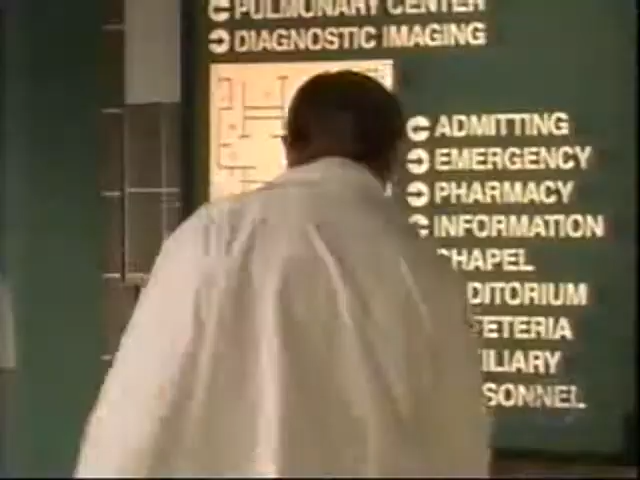 PULMONARY CENTER
DIAGNOSTIC IMAGING
ADMITTING
EMERGENCY
PHARMACY
INFORMATION
HAPEL
DITORIUM
ETERIA
ILIARY
SONNEL